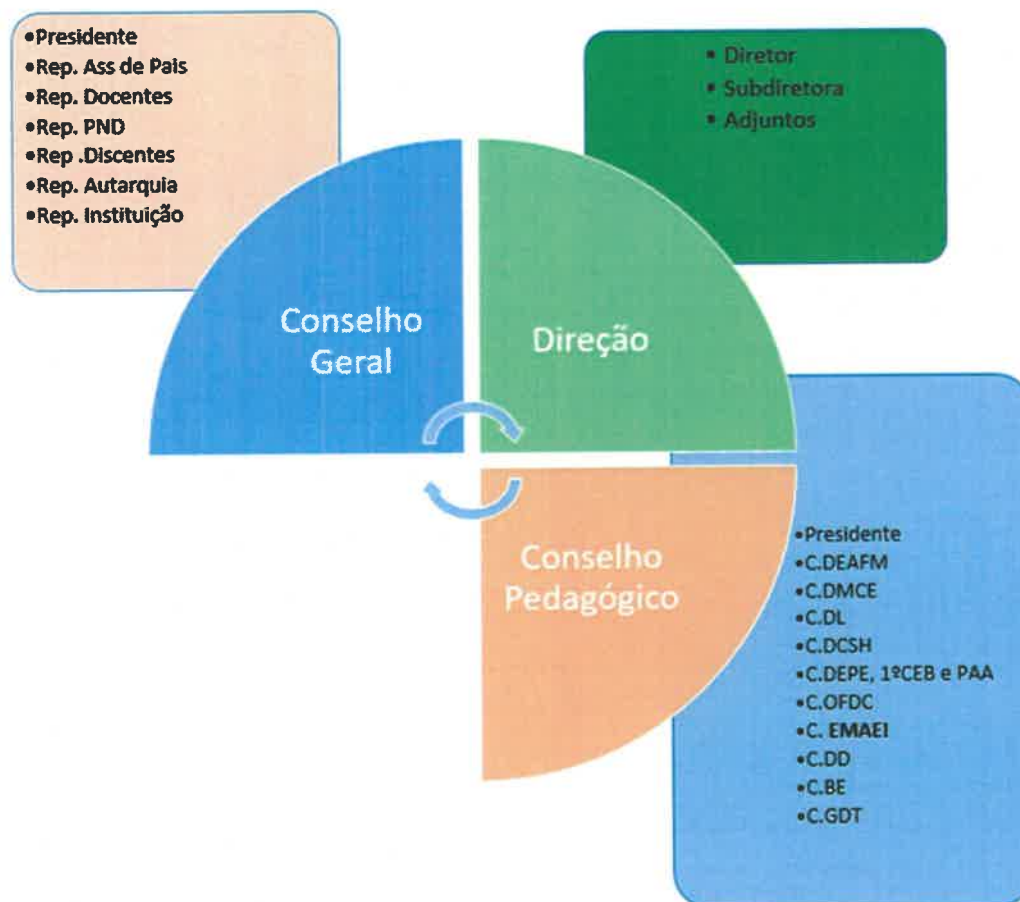 •Presidente
•Rep. Ass de Pais
•Rep. Docentes
•Rep. PND
•Rep .Discentes
•Rep. Autarquia
•Rep. Instituição
• Diretor
• Subdiretora
• Adjuntos
Conselho
Geral
Direção
Conselho
Pedagógico
•Presidente
•C.DEAFM
•C.DMCE
•C.DL
•C.DCSH
•C.DEPE, 1ºCEB e PAA
•C.OFDC
•C. EMAEI
•C.DD
•C.BE
•C.GDT